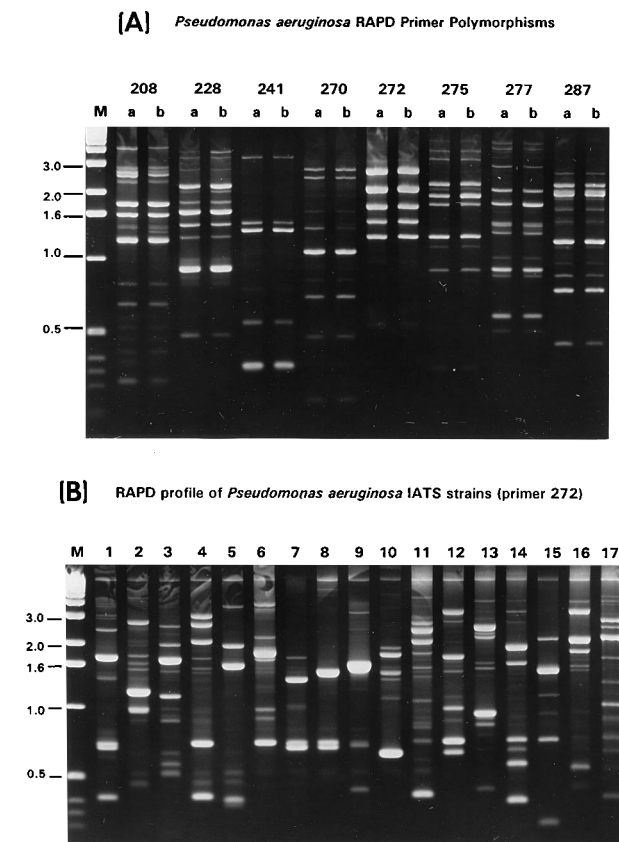 (A) Pseudomonas aeruginosa RAPD Primer Polymorphisms
208 228 241 270 272 275 277 287
M a b a b a b a b a b a b a b a b
3.0
2.0
1.6
1.0
0.5
(B) RAPD profile of Pseudomonas aeruginosa IATS strains (primer 272)
M 1 2 3 4 5 6 7 8 9 10 11 12 13 14 15 16 17
3.0
2.0
1.6
1.0
0.5